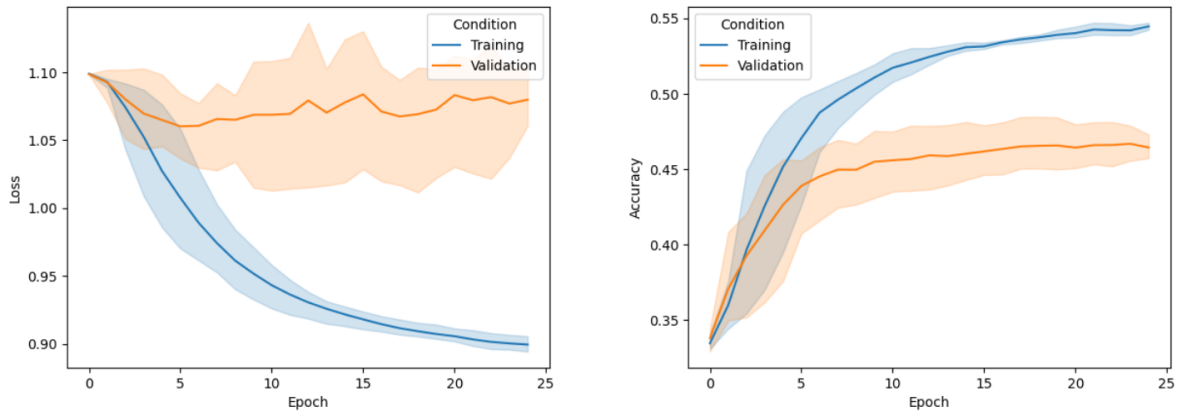 Condition
Training
Validation
1.10
1.05
1.00
0.95
0.90
Loss
0
5
10
15
20
25
Epoch
Condition
Training
Validation
0.55
0.50
0.45
0.40
0.35
Accuracy
0
5
10
15
20
25
Epoch